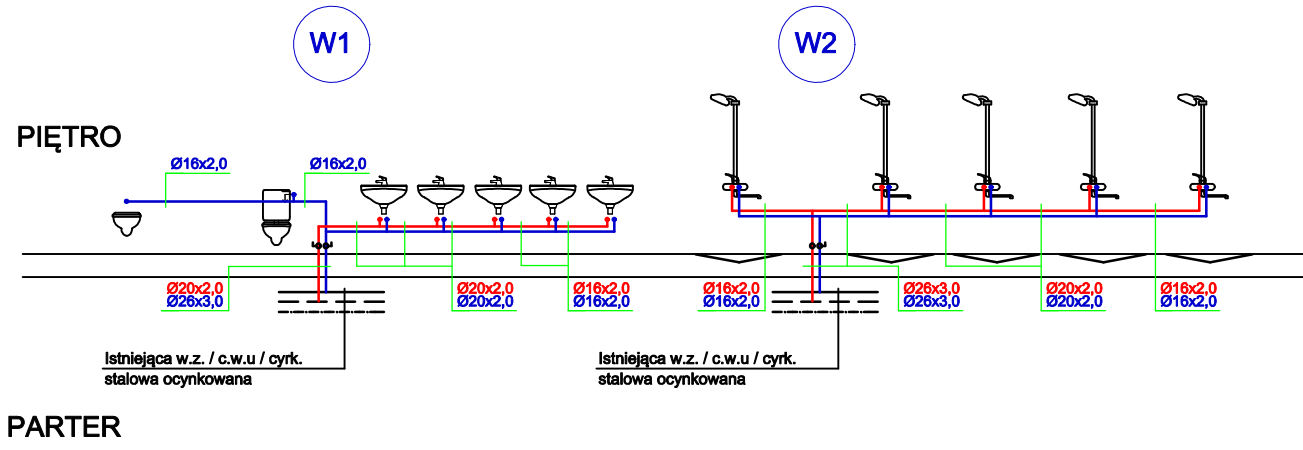 W1
W2
PIĘTRO
Ø16x2,0
Ø16x2,0
Ø20x2,0
Ø26x3,0
Ø20x2,0
Ø20x2,0
Ø16x2,0
Ø16x2,0
Ø16x2,0
Ø16x2,0
Ø26x3,0
Ø26x3,0
Ø20x2,0
Ø20x2,0
Ø16x2,0
Ø16x2,0
Istniejąca w.z. / c.w.u / cyrk.
stalowa ocynkowana
Istniejąca w.z. / c.w.u / cyrk.
stalowa ocynkowana
PARTER